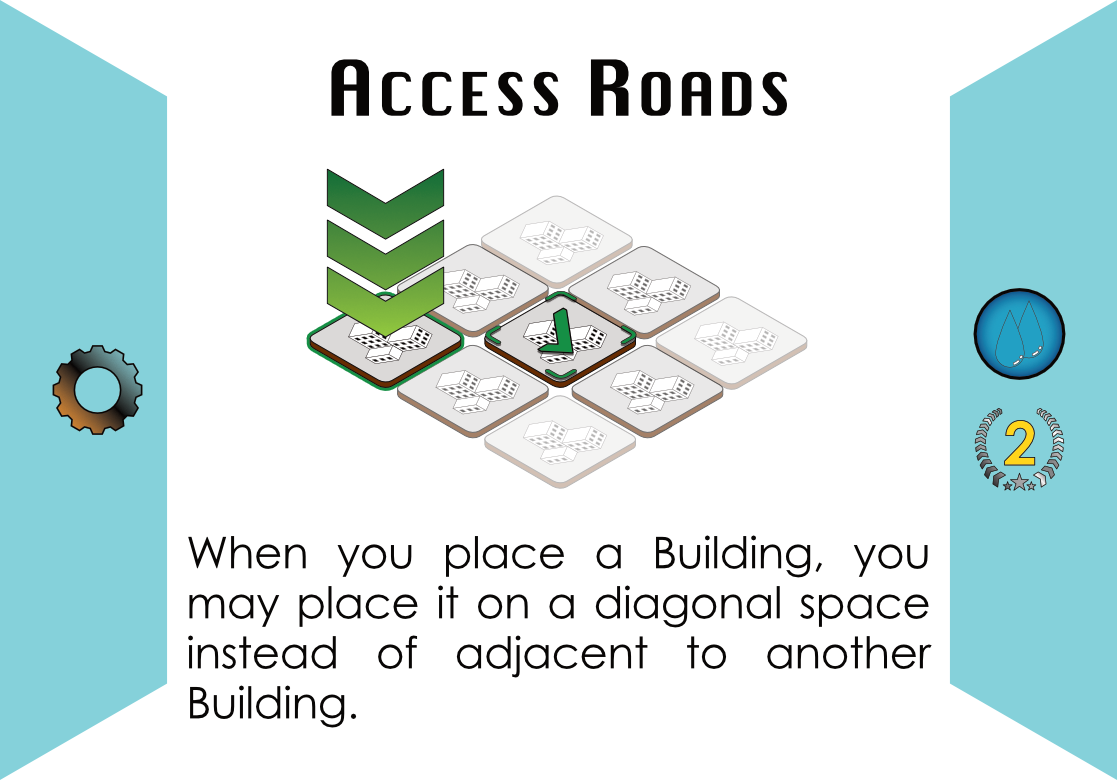 Access Roads
2
When you place a Building, you
may place it on a diagonal space
instead of adjacent to another
Building.